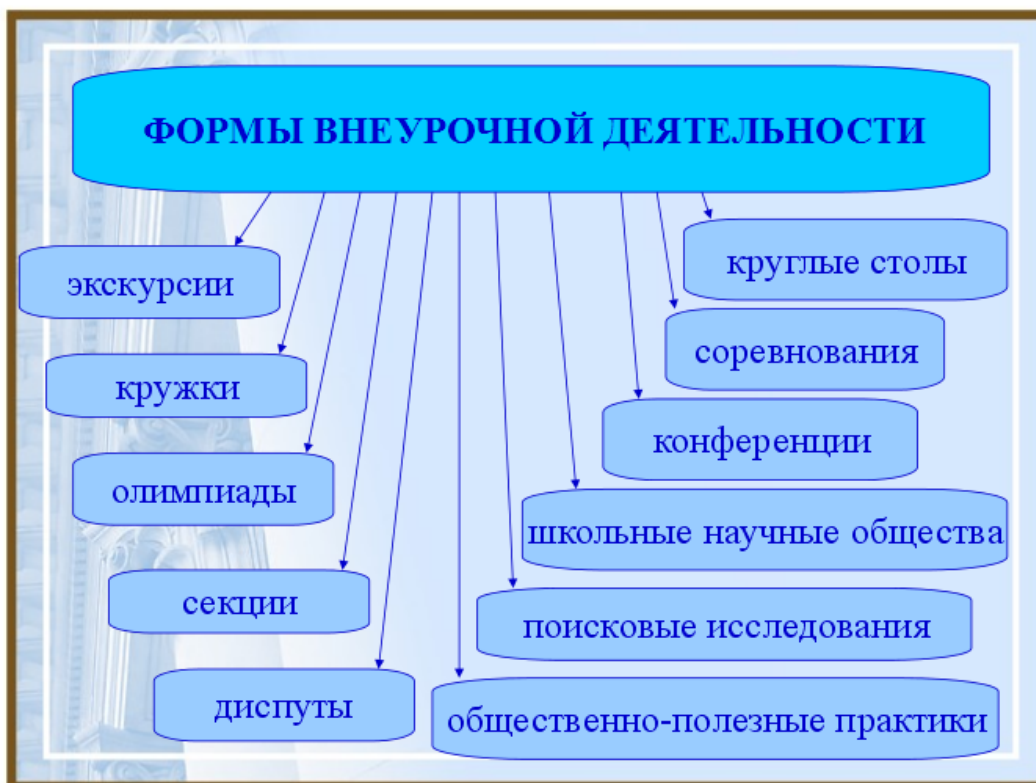 ФОРМЫ ВНЕУРОЧНОЙ ДЕЯТЕЛЬНОСТИ
экскурсии
кружки
олимпиады
секции
диспуты
круглые столы
соревнования
конференции
школьные научные общества
поисковые исследования
общественно-полезные практики